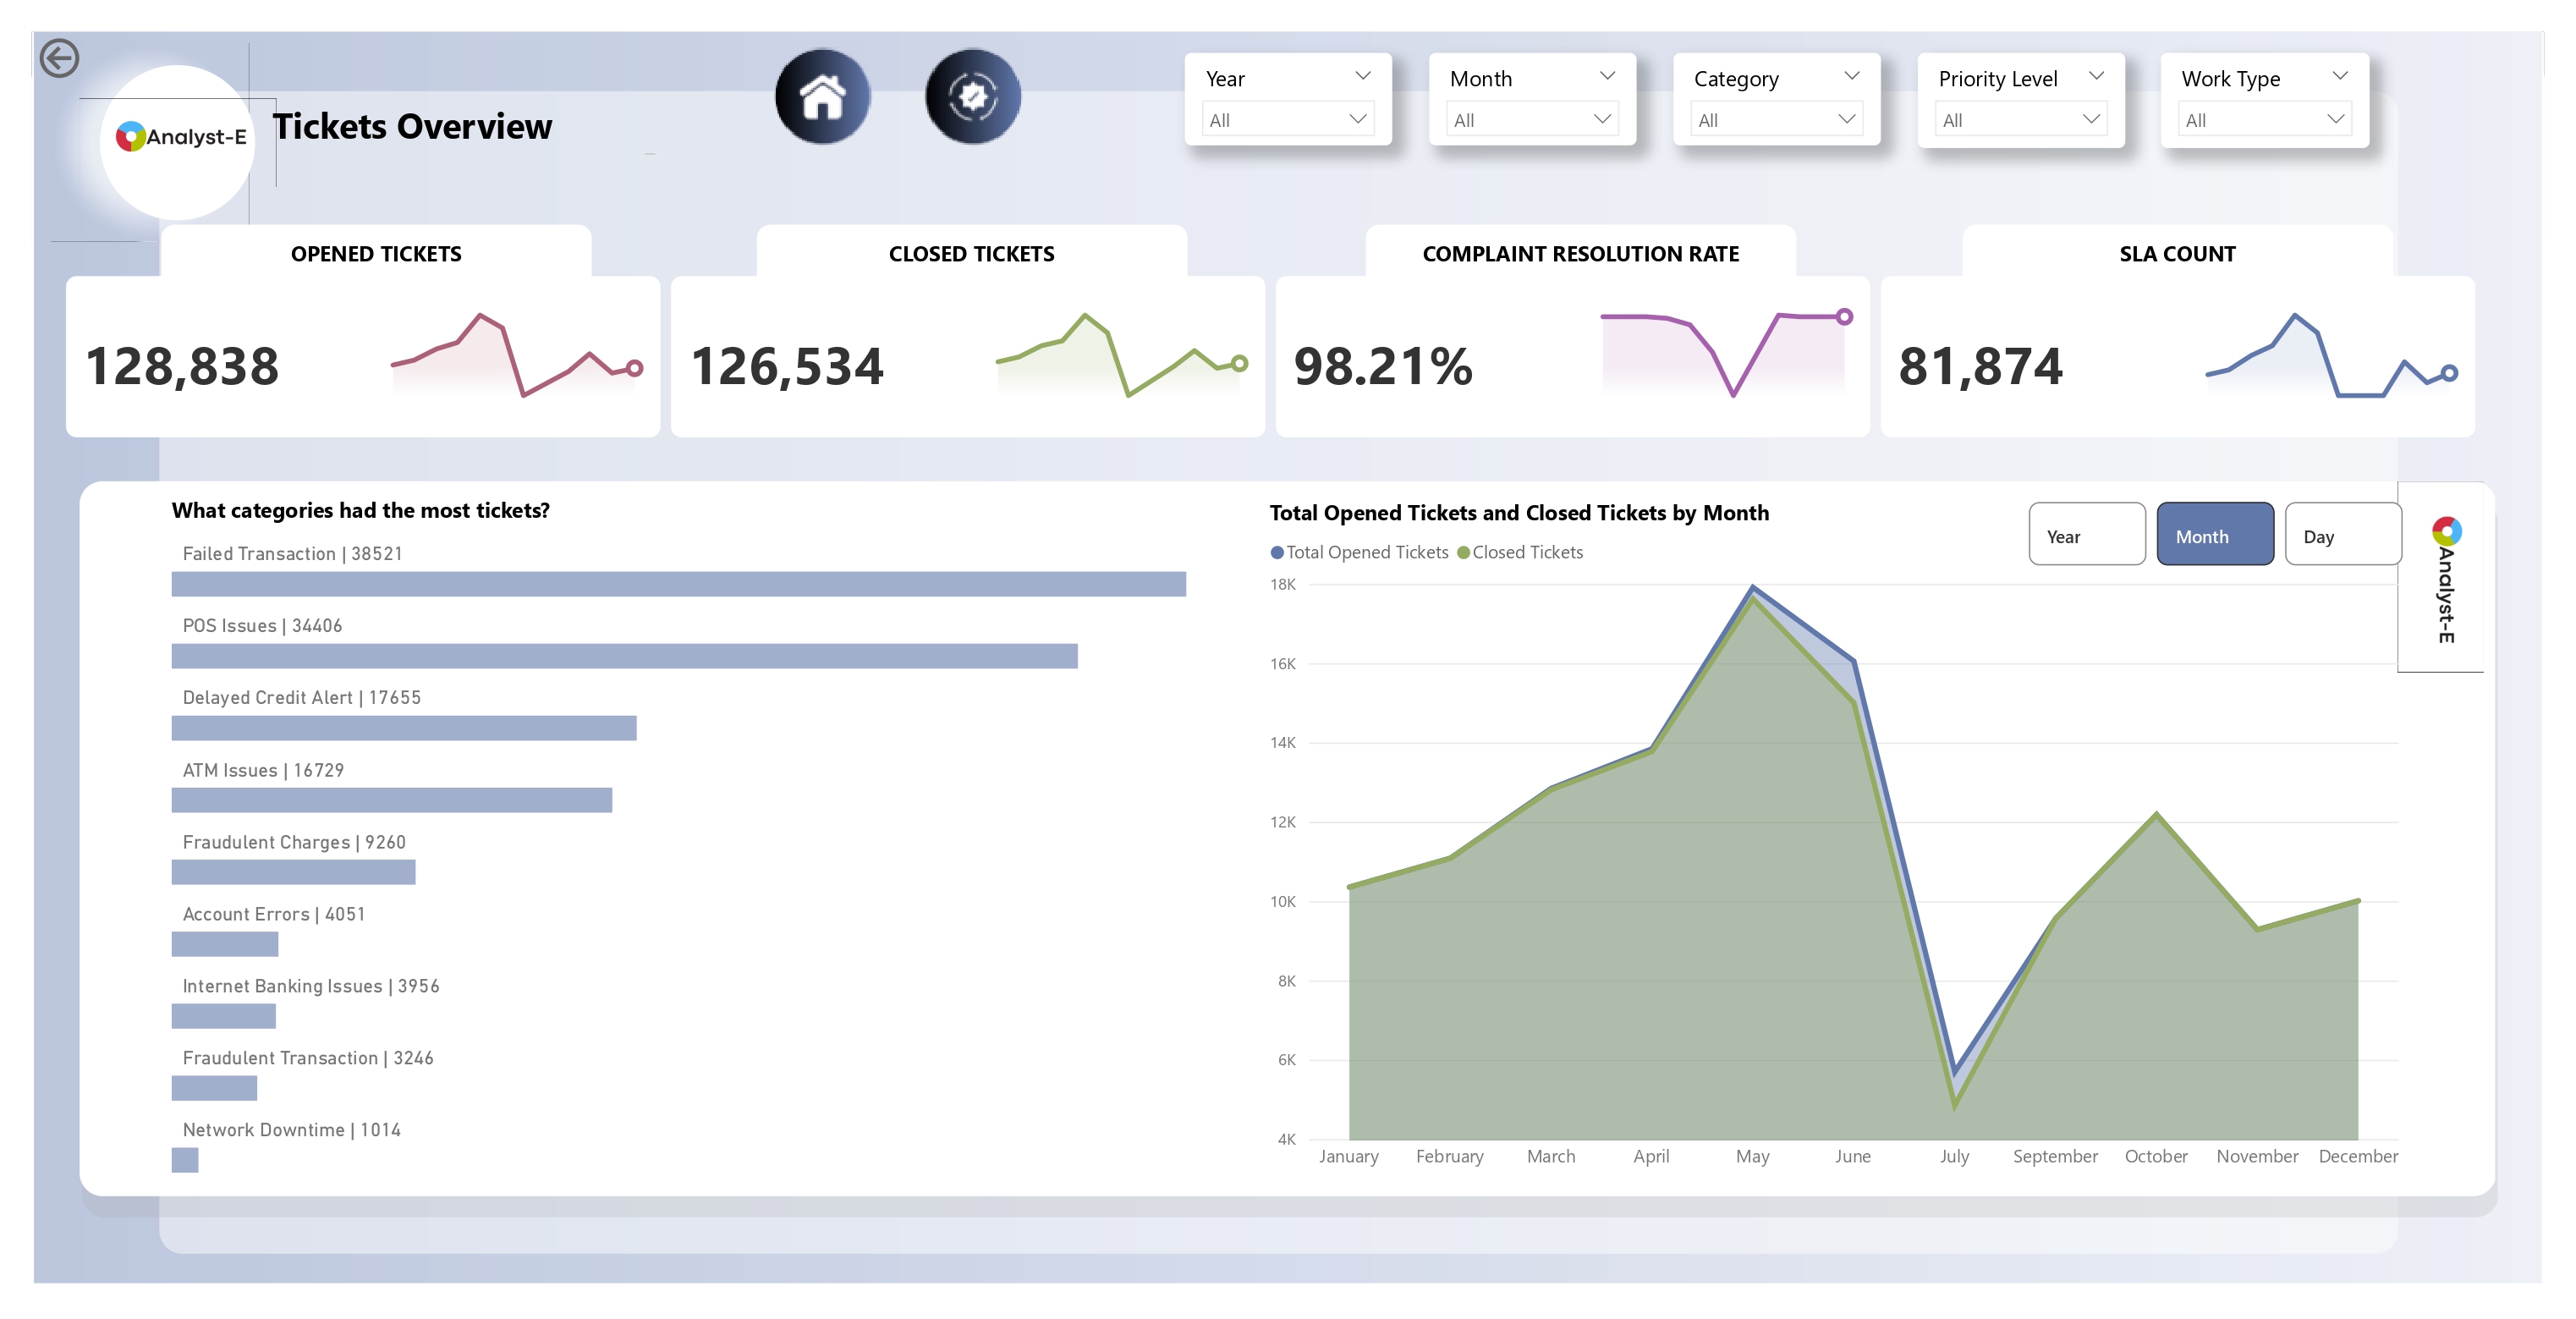 Analyst-E
Tickets Overview
Year
All
Month
All
Category
All
Priority Level
All
Work Type
All
OPENED TICKETS
128,838
CLOSED TICKETS
126,534
COMPLAINT RESOLUTION RATE
98.21%
SLA COUNT
81,874
What categories had the most tickets?
Failed Transaction | 38521
POS Issues | 34406
Delayed Credit Alert | 17655
ATM Issues | 16729
Fraudulent Charges | 9260
Account Errors | 4051
Internet Banking Issues | 3956
Fraudulent Transaction | 3246
Network Downtime | 1014
Total Opened Tickets and Closed Tickets by Month
Total Opened Tickets Closed Tickets
Year
Month
Day
Analyst-E
18K
16K
14K
12K
10K
8K
6K
4K
January February March April May June July September October November December